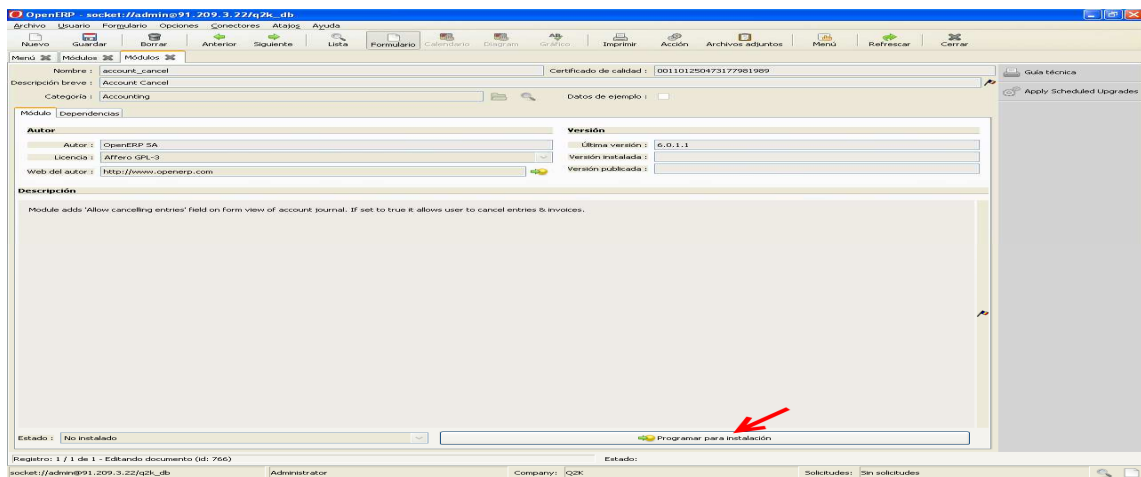 OpenERP - socket://admin@91.209.3.22/q2k_db
Archivo Usuario Formulario Opciones Conectores Atajos Ayuda
Nuevo Guardar Borrar Anterior Siguiente Lista Formulario Calendario Diagram Gráfico Imprimir Acción Archivos adjuntos Menú Refrescar Cerrar
Menú Módulos Módulos
Nombre : account_cancel Certificado de calidad : 001101250473177981989
Descripción breve : Account Cancel
Categoría : Accounting Datos de ejemplo :
Guía técnica
Apply Scheduled Upgrades
Módulo Dependencias
Autor Versión
Autor : OpenERP SA Última versión : 6.0.1.1
Licencia : Affero GPL-3 Versión instalada :
Web del autor : http://www.openerp.com Versión publicada :
Descripción
Module adds 'Allow cancelling entries' field on form view of account journal. If set to true it allows user to cancel entries & invoices.
Estado : No instalado Programar para instalación
Registro: 1 / 1 de 1 - Editando documento (id: 766) Estado:
socket://admin@91.209.3.22/q2k_db Administrator Company: Q2K Solicitudes: Sin solicitudes